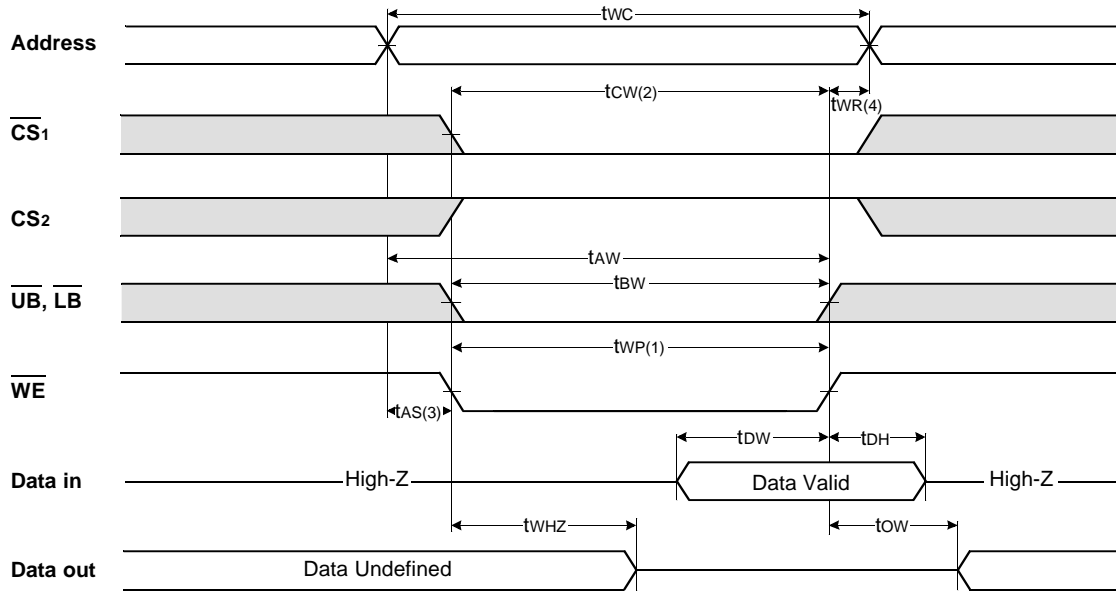 tWC
Address
tCW(2)
tWR(4)
CS1
CS2
tAW
tBW
UB, LB
tWP(1)
WE
tAS(3)
tDW
tDH
Data in
High-Z
Data Valid
High-Z
tWHZ
tOW
Data out
Data Undefined